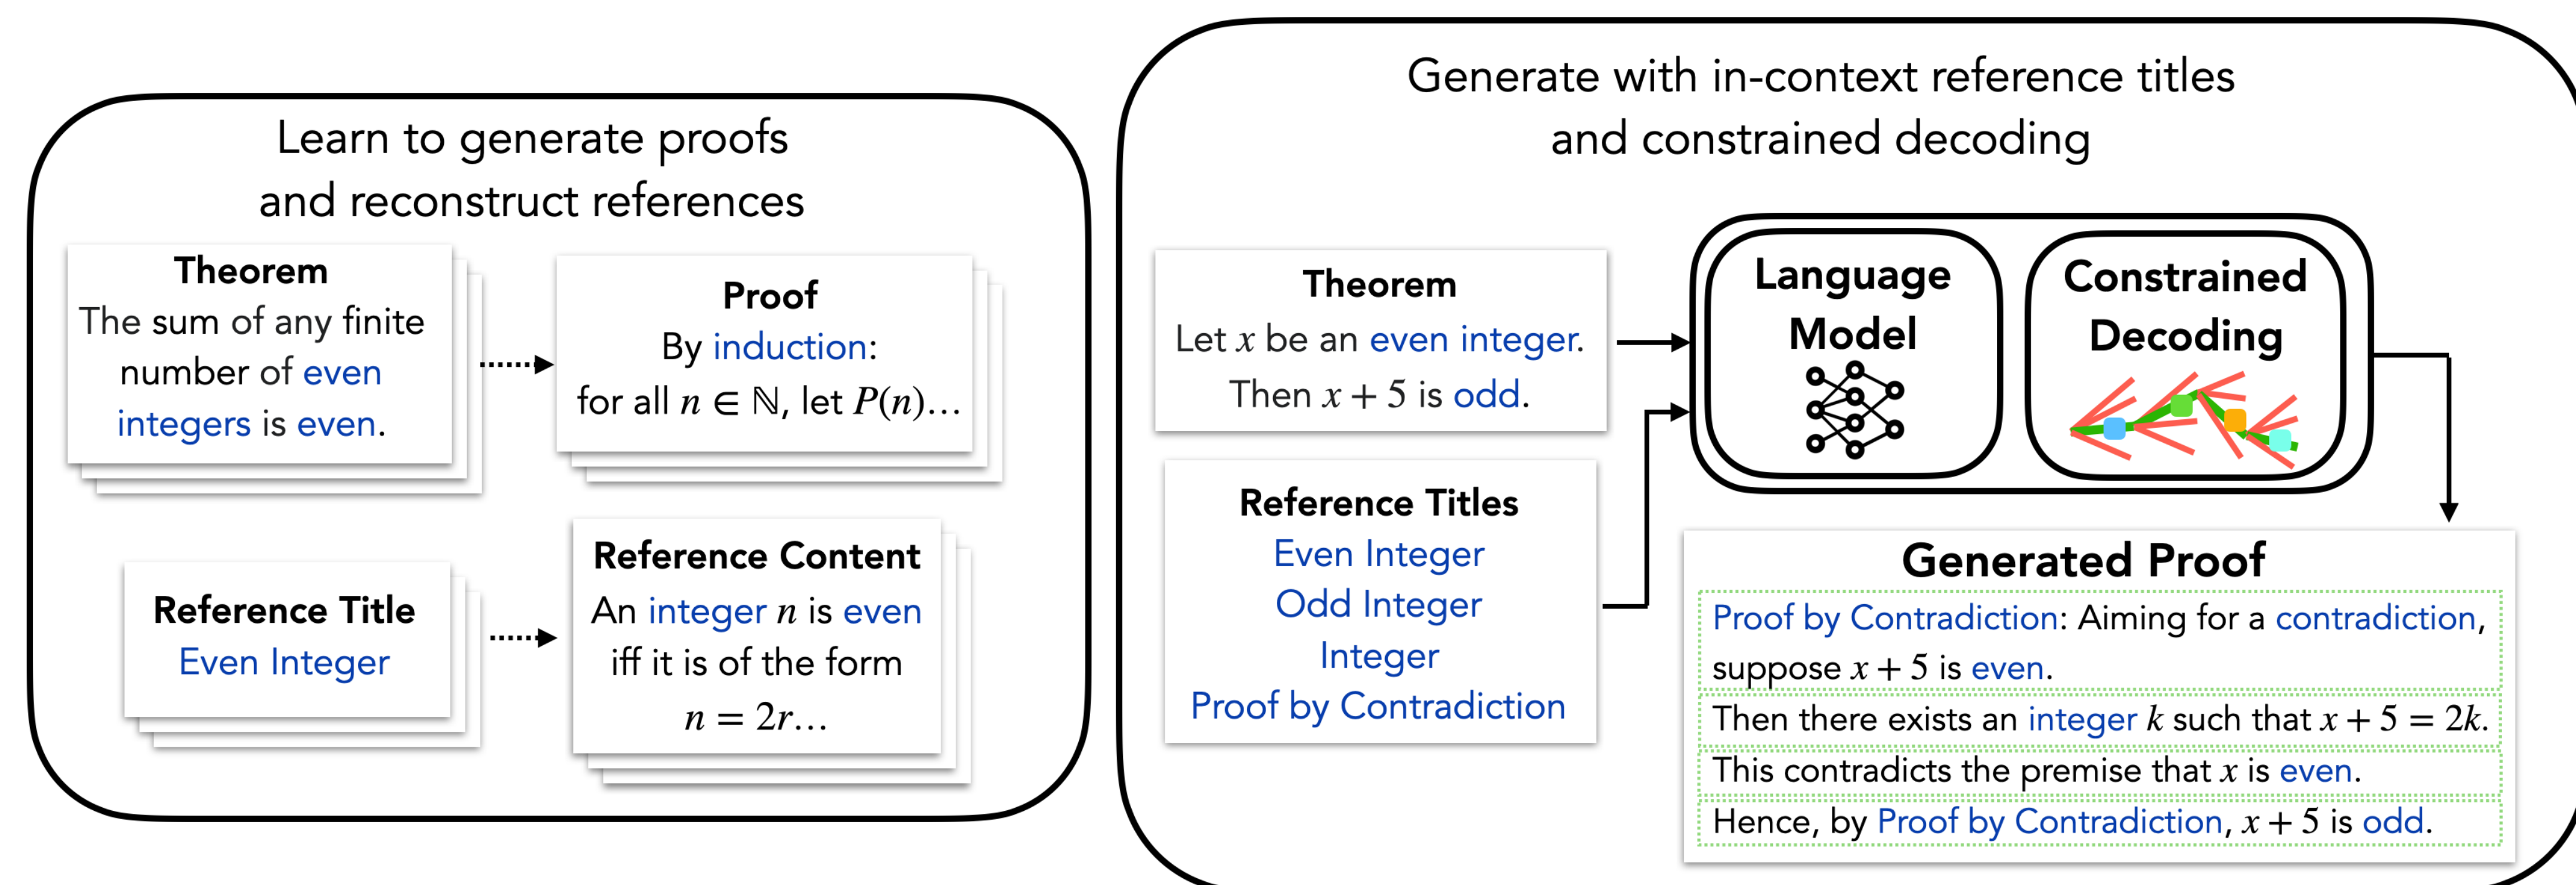 Learn to generate proofs
and reconstruct references
Theorem
The sum of any finite
number of even
integers is even.
Proof
By induction:
for all n ∈ ℕ, let P(n)…
Reference Title
Even Integer
Reference Content
An integer n is even
iff it is of the form
n = 2r…
Generate with in-context reference titles
and constrained decoding
Theorem
Let x be an even integer.
Then x + 5 is odd.
Reference Titles
Even Integer
Odd Integer
Integer
Proof by Contradiction
Language
Model
Constrained
Decoding
Generated Proof
Proof by Contradiction: Aiming for a contradiction,
suppose x + 5 is even.
Then there exists an integer k such that x + 5 = 2k.
This contradicts the premise that x is even.
Hence, by Proof by Contradiction, x + 5 is odd.